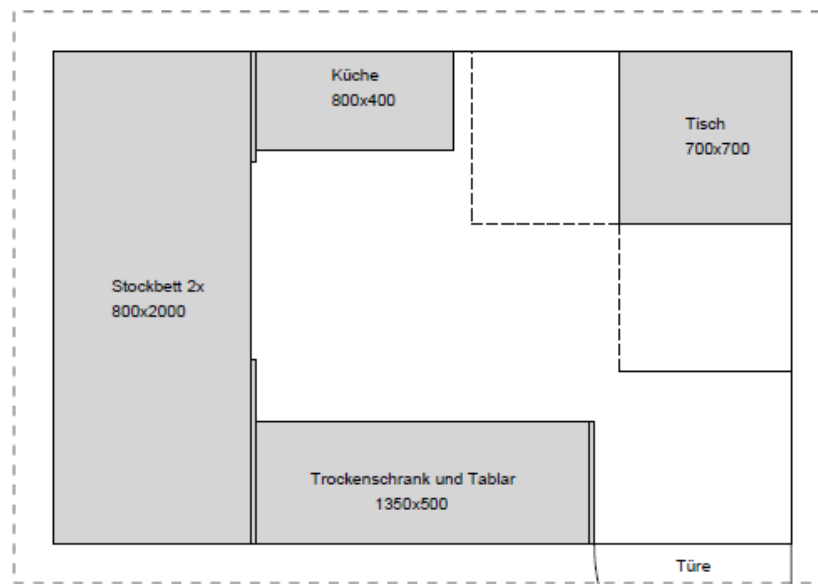 Küche
800x400
Tisch
700x700
Stockbett 2x
800x2000
Trockenschrank und Tablar
1350x500
Türe